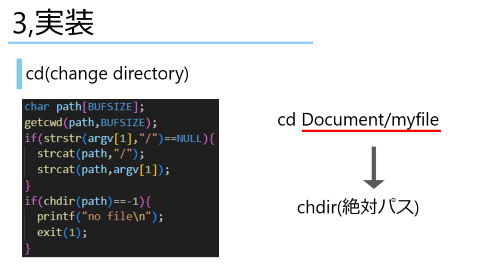 3,実装
cd(change directory)
char path[BUFSIZE];
getcwd(path,BUFSIZE);
if(strstr(argv[1],"/")==NULL){
strcat(path,"/");
strcat(path,argv[1]);
}
if(chdir(path)==-1){
printf("no file\n");
exit(1);
}
cd Document/myfile
chdir(絶対パス)